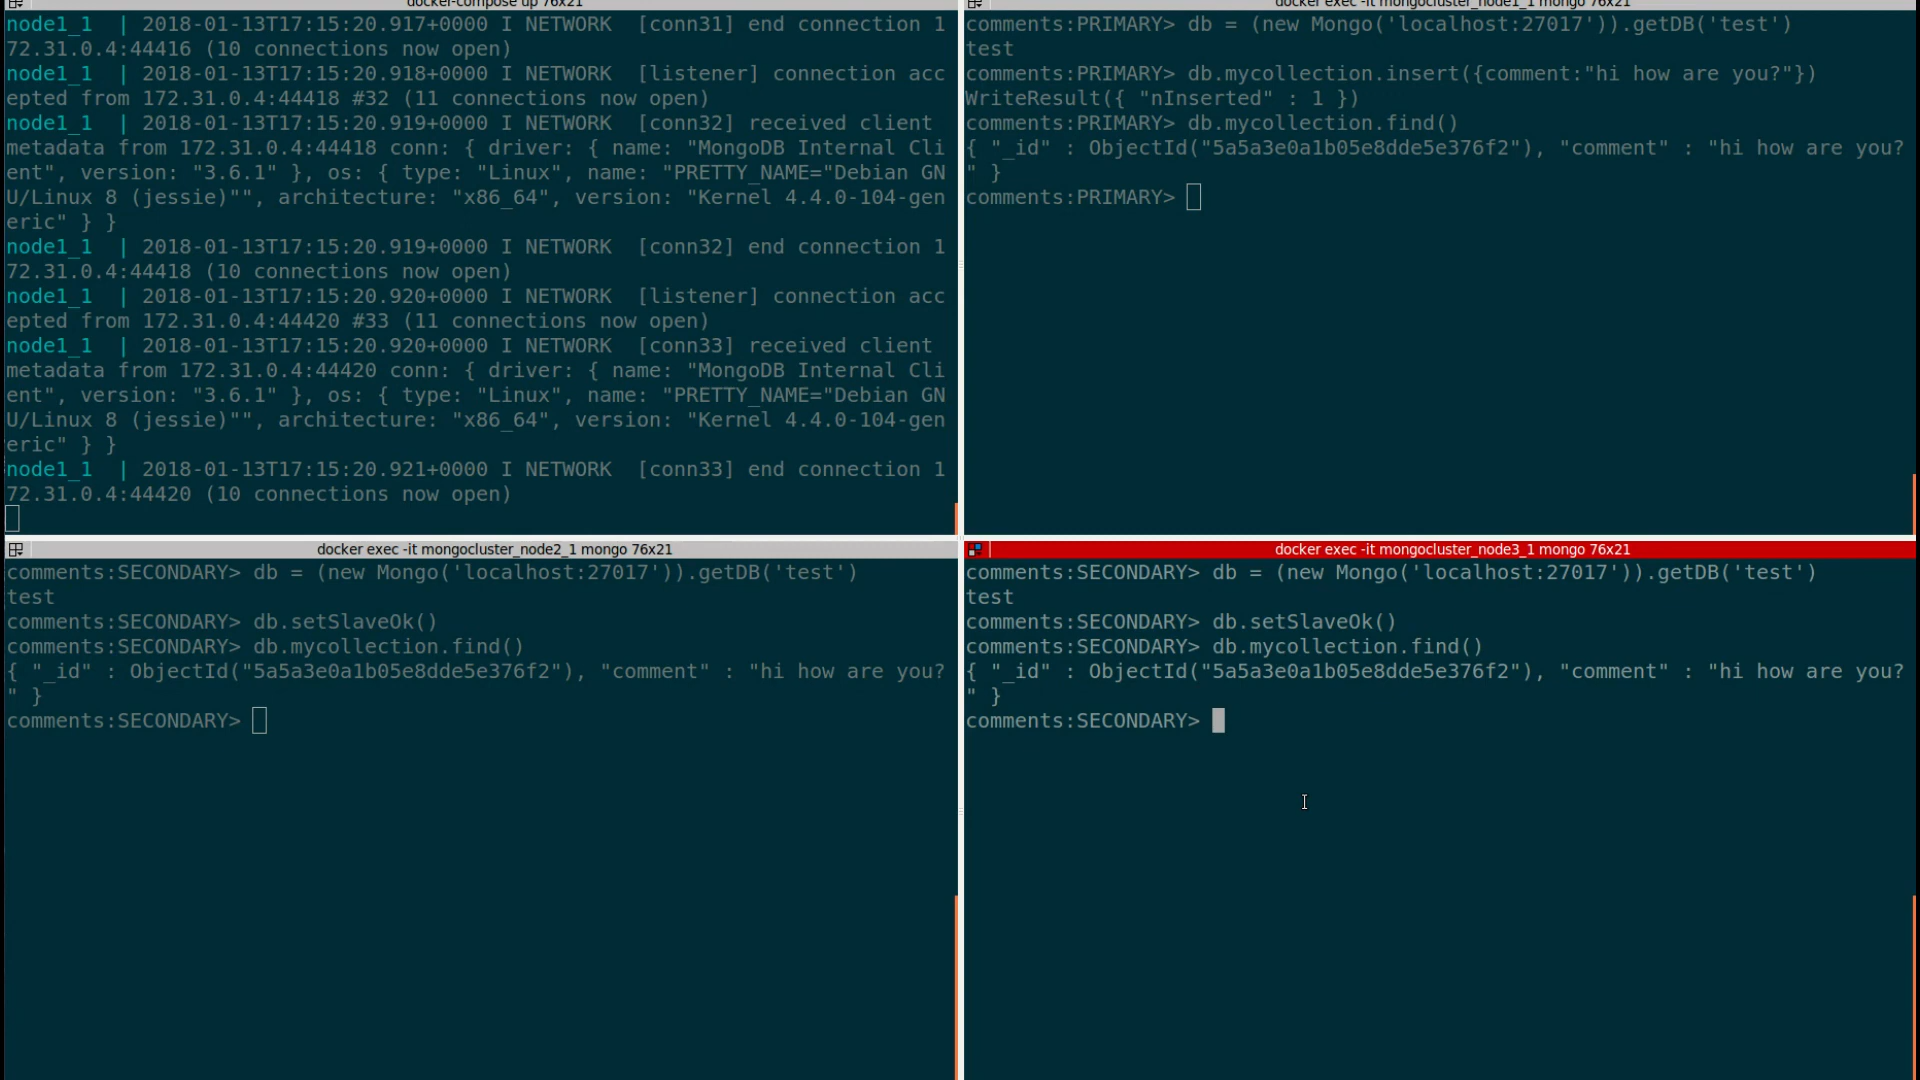 docker-compose up 76x21
node1_1  | 2018-01-13T17:15:20.917+0000 I NETWORK  [conn31] end connection 1
72.31.0.4:44416 (10 connections now open)
node1_1  | 2018-01-13T17:15:20.918+0000 I NETWORK  [listener] connection acc
epted from 172.31.0.4:44418 #32 (11 connections now open)
node1_1  | 2018-01-13T17:15:20.919+0000 I NETWORK  [conn32] received client
metadata from 172.31.0.4:44418 conn: { driver: { name: "MongoDB Internal Cli
ent", version: "3.6.1" }, os: { type: "Linux", name: "PRETTY_NAME="Debian GN
U/Linux 8 (jessie)"", architecture: "x86_64", version: "Kernel 4.4.0-104-gen
eric" } }
node1_1  | 2018-01-13T17:15:20.919+0000 I NETWORK  [conn32] end connection 1
72.31.0.4:44418 (10 connections now open)
node1_1  | 2018-01-13T17:15:20.920+0000 I NETWORK  [listener] connection acc
epted from 172.31.0.4:44420 #33 (11 connections now open)
node1_1  | 2018-01-13T17:15:20.920+0000 I NETWORK  [conn33] received client
metadata from 172.31.0.4:44420 conn: { driver: { name: "MongoDB Internal Cli
ent", version: "3.6.1" }, os: { type: "Linux", name: "PRETTY_NAME="Debian GN
U/Linux 8 (jessie)"", architecture: "x86_64", version: "Kernel 4.4.0-104-gen
eric" } }
node1_1  | 2018-01-13T17:15:20.921+0000 I NETWORK  [conn33] end connection 1
72.31.0.4:44420 (10 connections now open)
docker exec -it mongocluster_node1_1 mongo 76x21
comments:PRIMARY> db = (new Mongo('localhost:27017')).getDB('test')
test
comments:PRIMARY> db.mycollection.insert({comment:"hi how are you?"})
WriteResult({ "nInserted" : 1 })
comments:PRIMARY> db.mycollection.find()
{ "_id" : ObjectId("5a5a3e0a1b05e8dde5e376f2"), "comment" : "hi how are you?
" }
comments:PRIMARY>
docker exec -it mongocluster_node2_1 mongo 76x21
comments:SECONDARY> db = (new Mongo('localhost:27017')).getDB('test')
test
comments:SECONDARY> db.setSlaveOk()
comments:SECONDARY> db.mycollection.find()
{ "_id" : ObjectId("5a5a3e0a1b05e8dde5e376f2"), "comment" : "hi how are you?
" }
comments:SECONDARY>
docker exec -it mongocluster_node3_1 mongo 76x21
comments:SECONDARY> db = (new Mongo('localhost:27017')).getDB('test')
test
comments:SECONDARY> db.setSlaveOk()
comments:SECONDARY> db.mycollection.find()
{ "_id" : ObjectId("5a5a3e0a1b05e8dde5e376f2"), "comment" : "hi how are you?
" }
comments:SECONDARY>